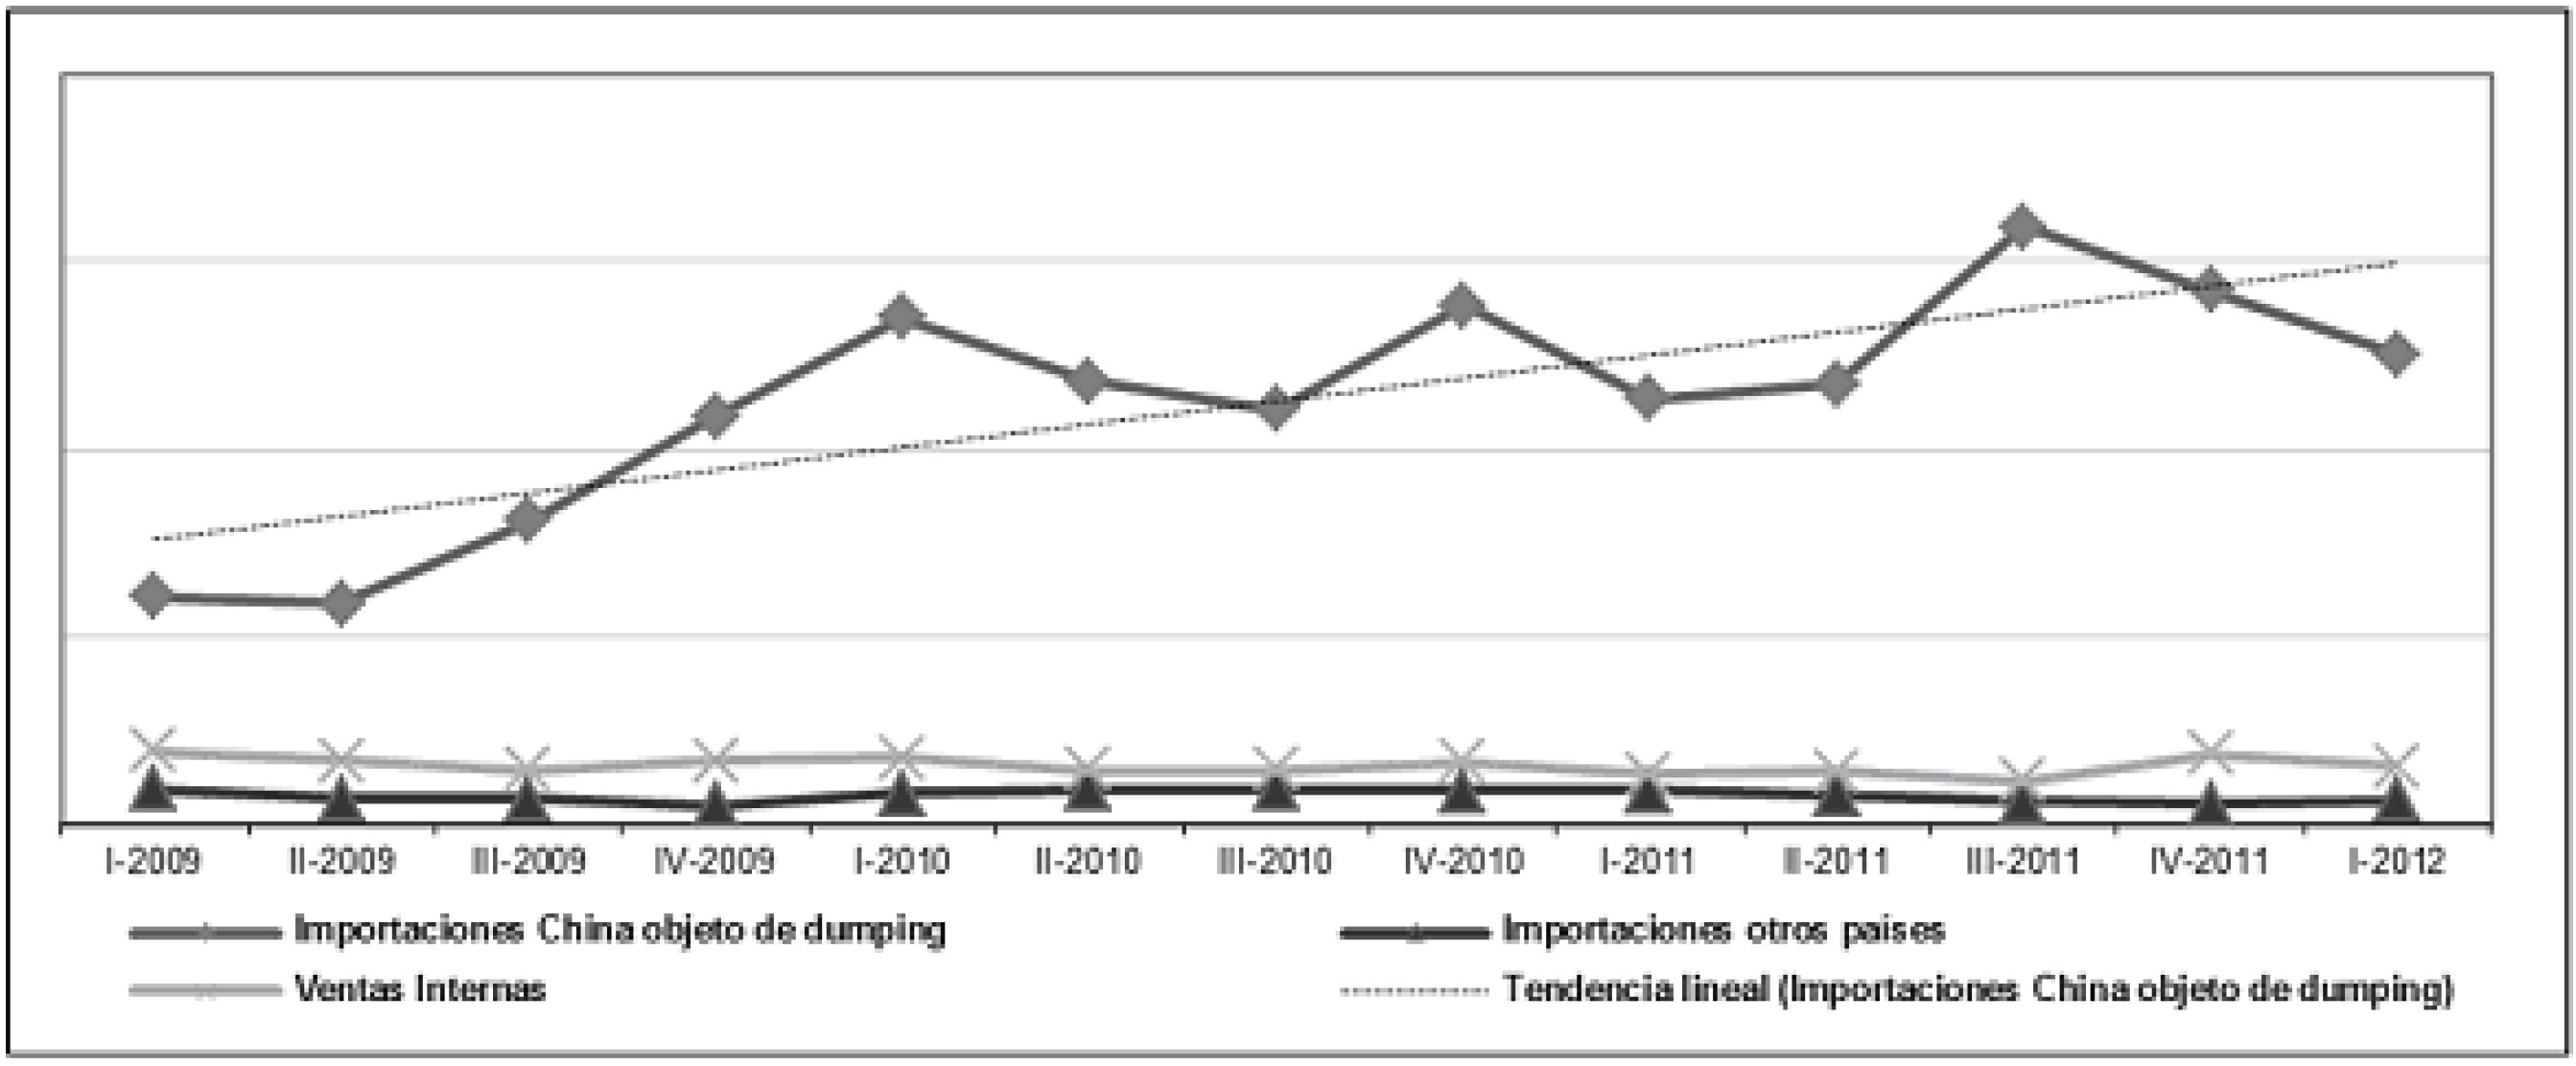 I-2009 II-2009 III-2009 IV-2009 I-2010 II-2010 III-2010 IV-2010 I-2011 II-2011 III-2011 IV-2011 I-2012
Importaciones China objeto de dumping Importaciones otros países
Ventas Internas Tendencia lineal (Importaciones China objeto de dumping)